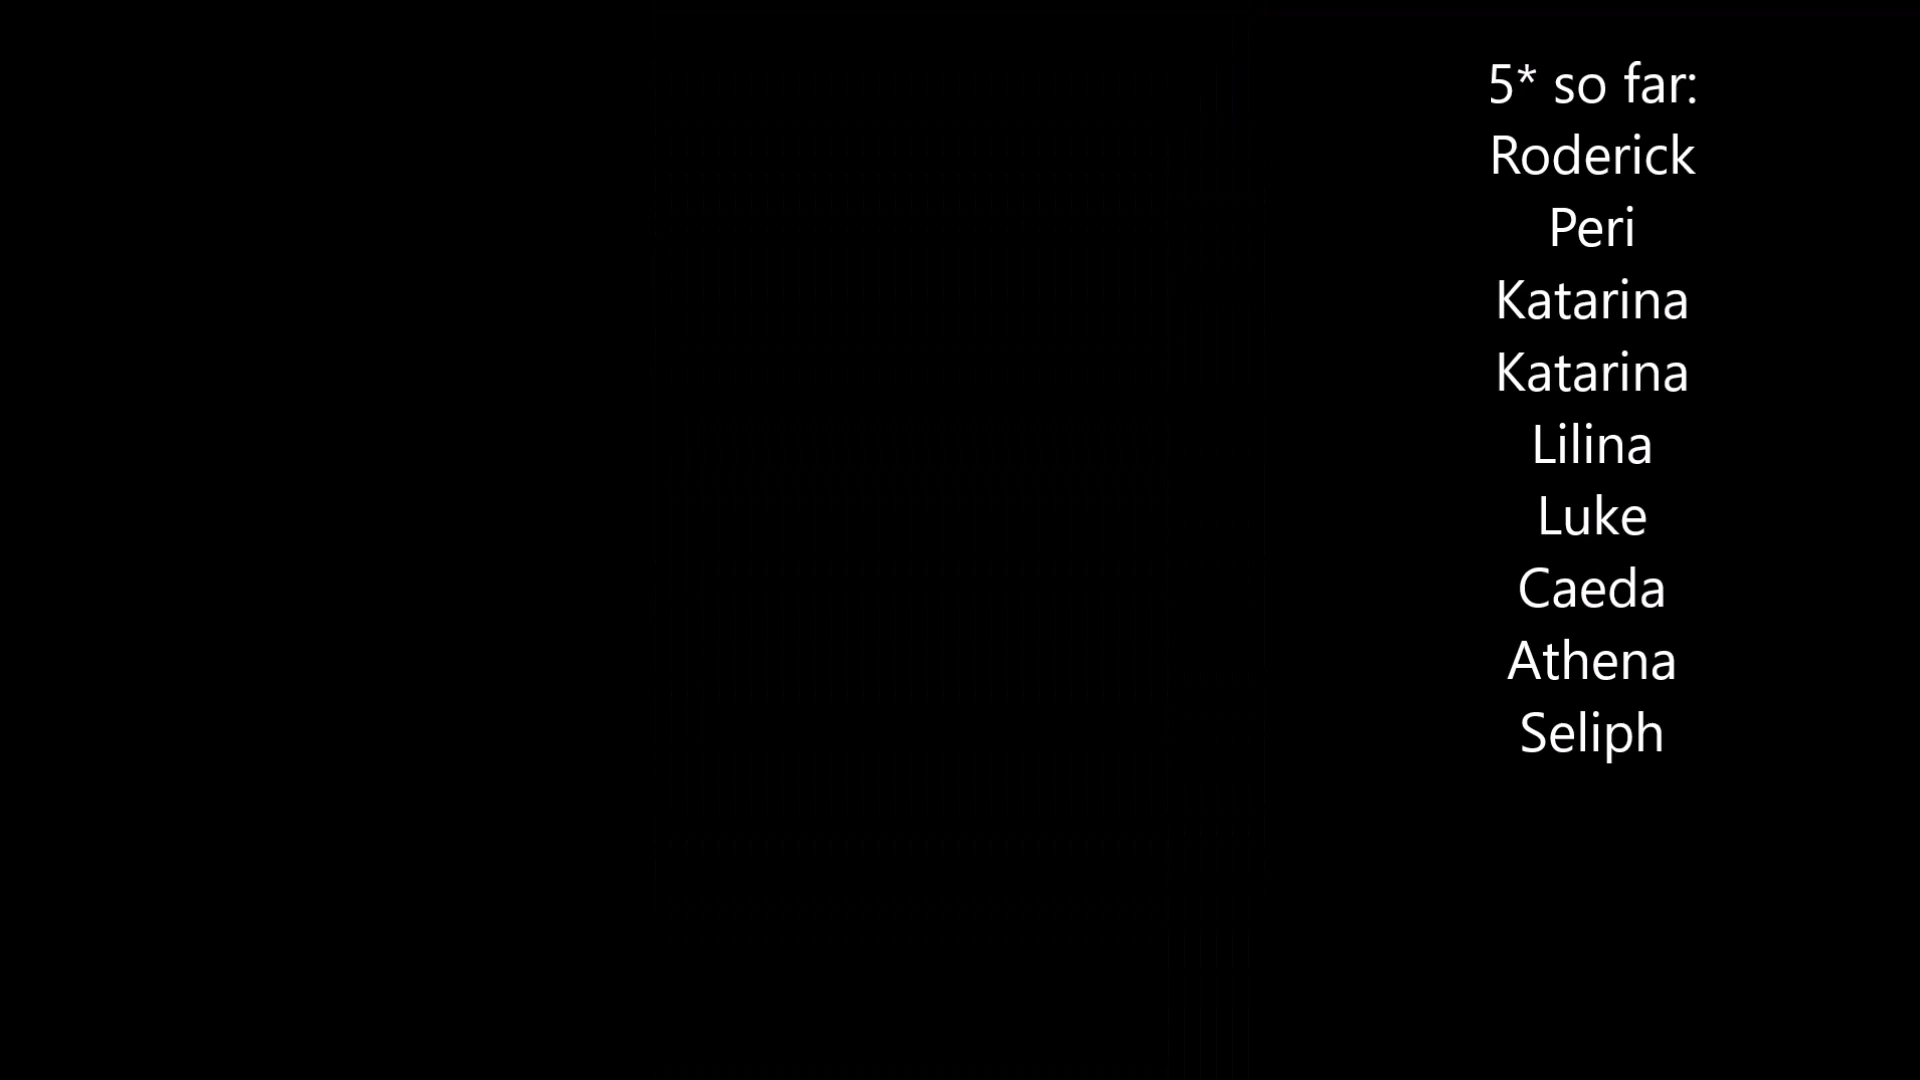 5* so far:
Roderick
Peri
Katarina
Katarina
Lilina
Luke
Caeda
Athena
Seliph